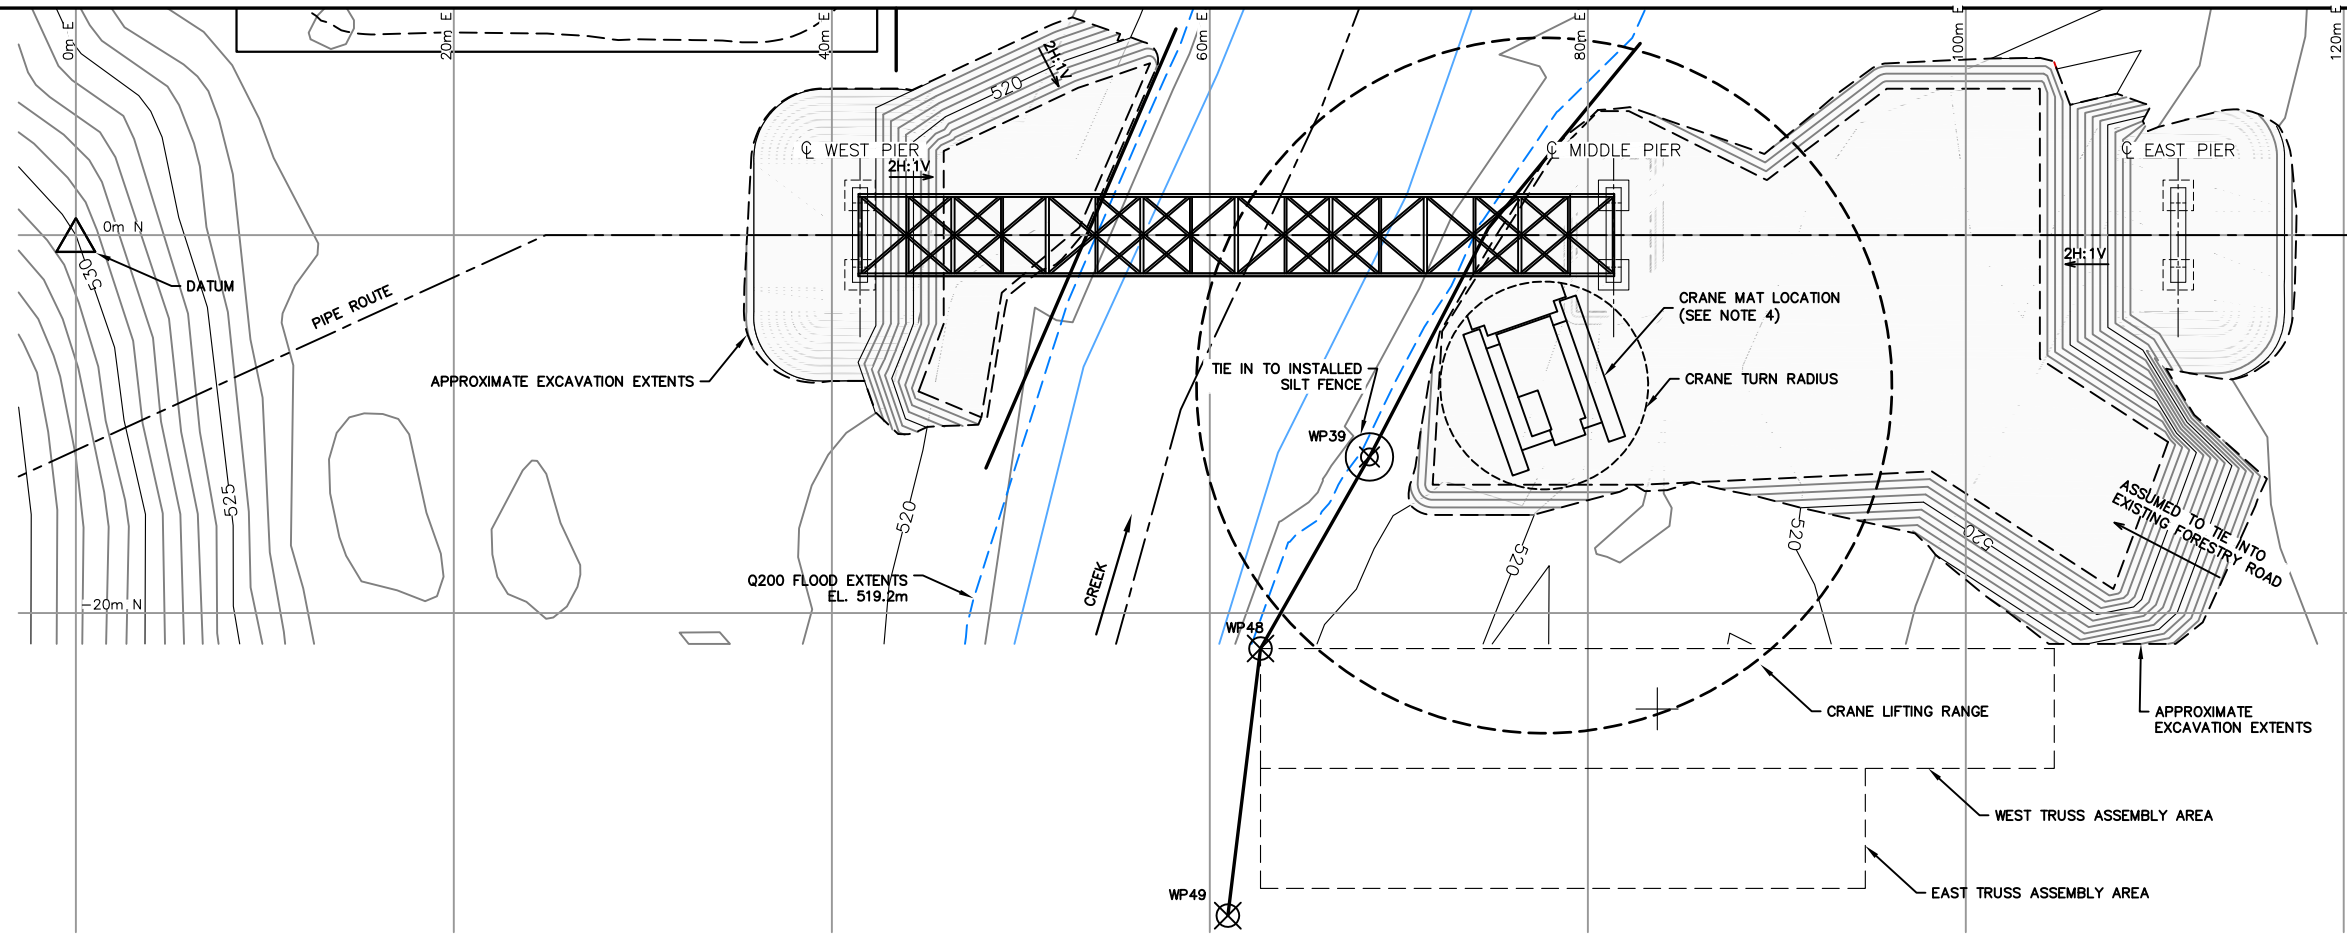 0m E
20m E
40m E
60m E
80m E
100m E
120m E
2H:1V
520
℄ WEST PIER
2H:1V
℄ MIDDLE PIER
℄ EAST PIER
0m N
2H:1V
530
DATUM
PIPE ROUTE
CRANE MAT LOCATION
(SEE NOTE 4)
TIE IN TO INSTALLED
SILT FENCE
CRANE TURN RADIUS
APPROXIMATE EXCAVATION EXTENTS
WP39
525
520
520
520
520
ASSUMED TO TIE INTO
EXISTING FORESTRY ROAD
Q200 FLOOD EXTENTS
EL. 519.2m
CREEK
-20m N
WP48
CRANE LIFTING RANGE
APPROXIMATE
EXCAVATION EXTENTS
WEST TRUSS ASSEMBLY AREA
WP49
EAST TRUSS ASSEMBLY AREA